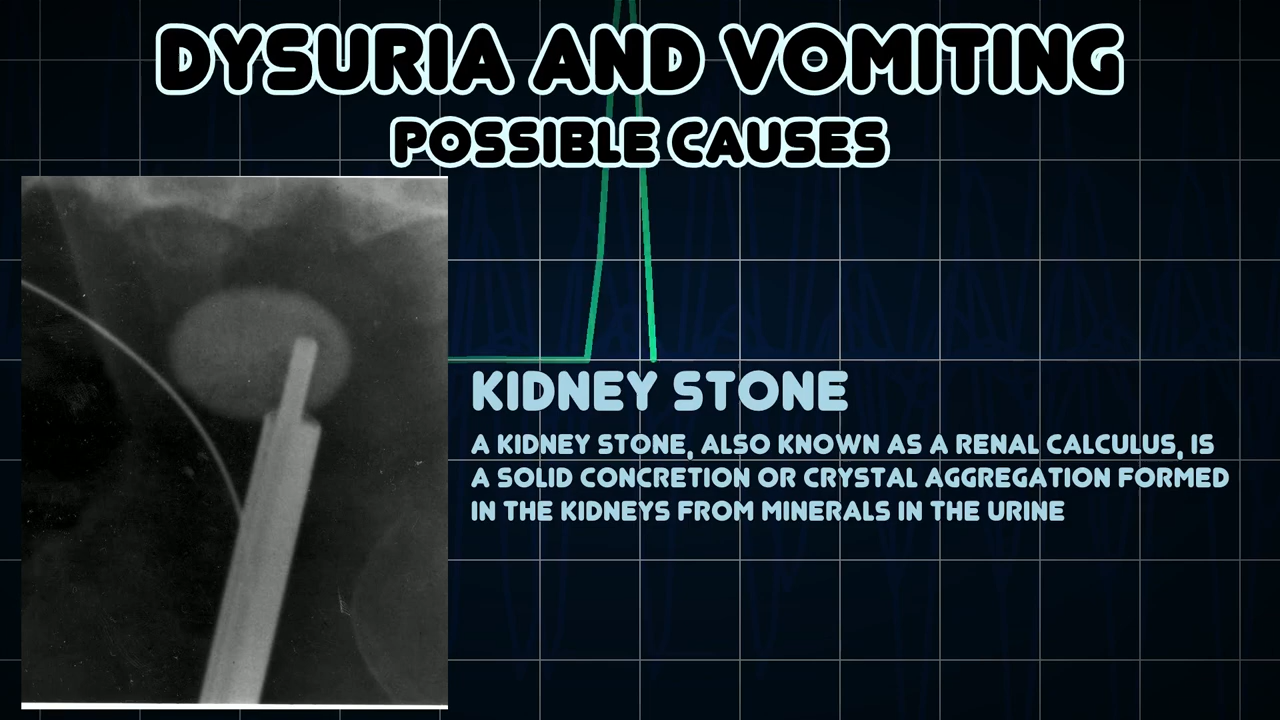 DYSURIA AND VOMITING
POSSIBLE CAUSES
KIDNEY STONE
A KIDNEY STONE, ALSO KNOWN AS A RENAL CALCULUS, IS
A SOLID CONCRETION OR CRYSTAL AGGREGATION FORMED
IN THE KIDNEYS FROM MINERALS IN THE URINE